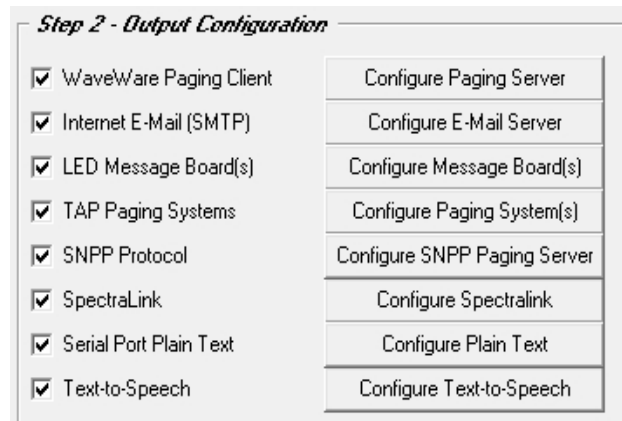 Step 2 - Output Configuration
WaveWare Paging Client Configure Paging Server
Internet E-Mail (SMTP) Configure E-Mail Server
LED Message Board(s) Configure Message Board(s)
TAP Paging Systems Configure Paging System(s)
SNPP Protocol Configure SNPP Paging Server
SpectraLink Configure Spectralink
Serial Port Plain Text Configure Plain Text
Text-to-Speech Configure Text-to-Speech